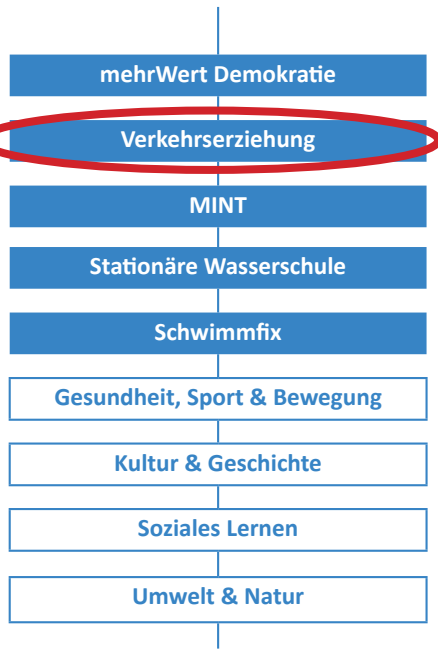 mehrWert Demokratie
Verkehrserziehung
MINT
Stationäre Wasserschule
Schwimmfix
Gesundheit, Sport & Bewegung
Kultur & Geschichte
Soziales Lernen
Umwelt & Natur